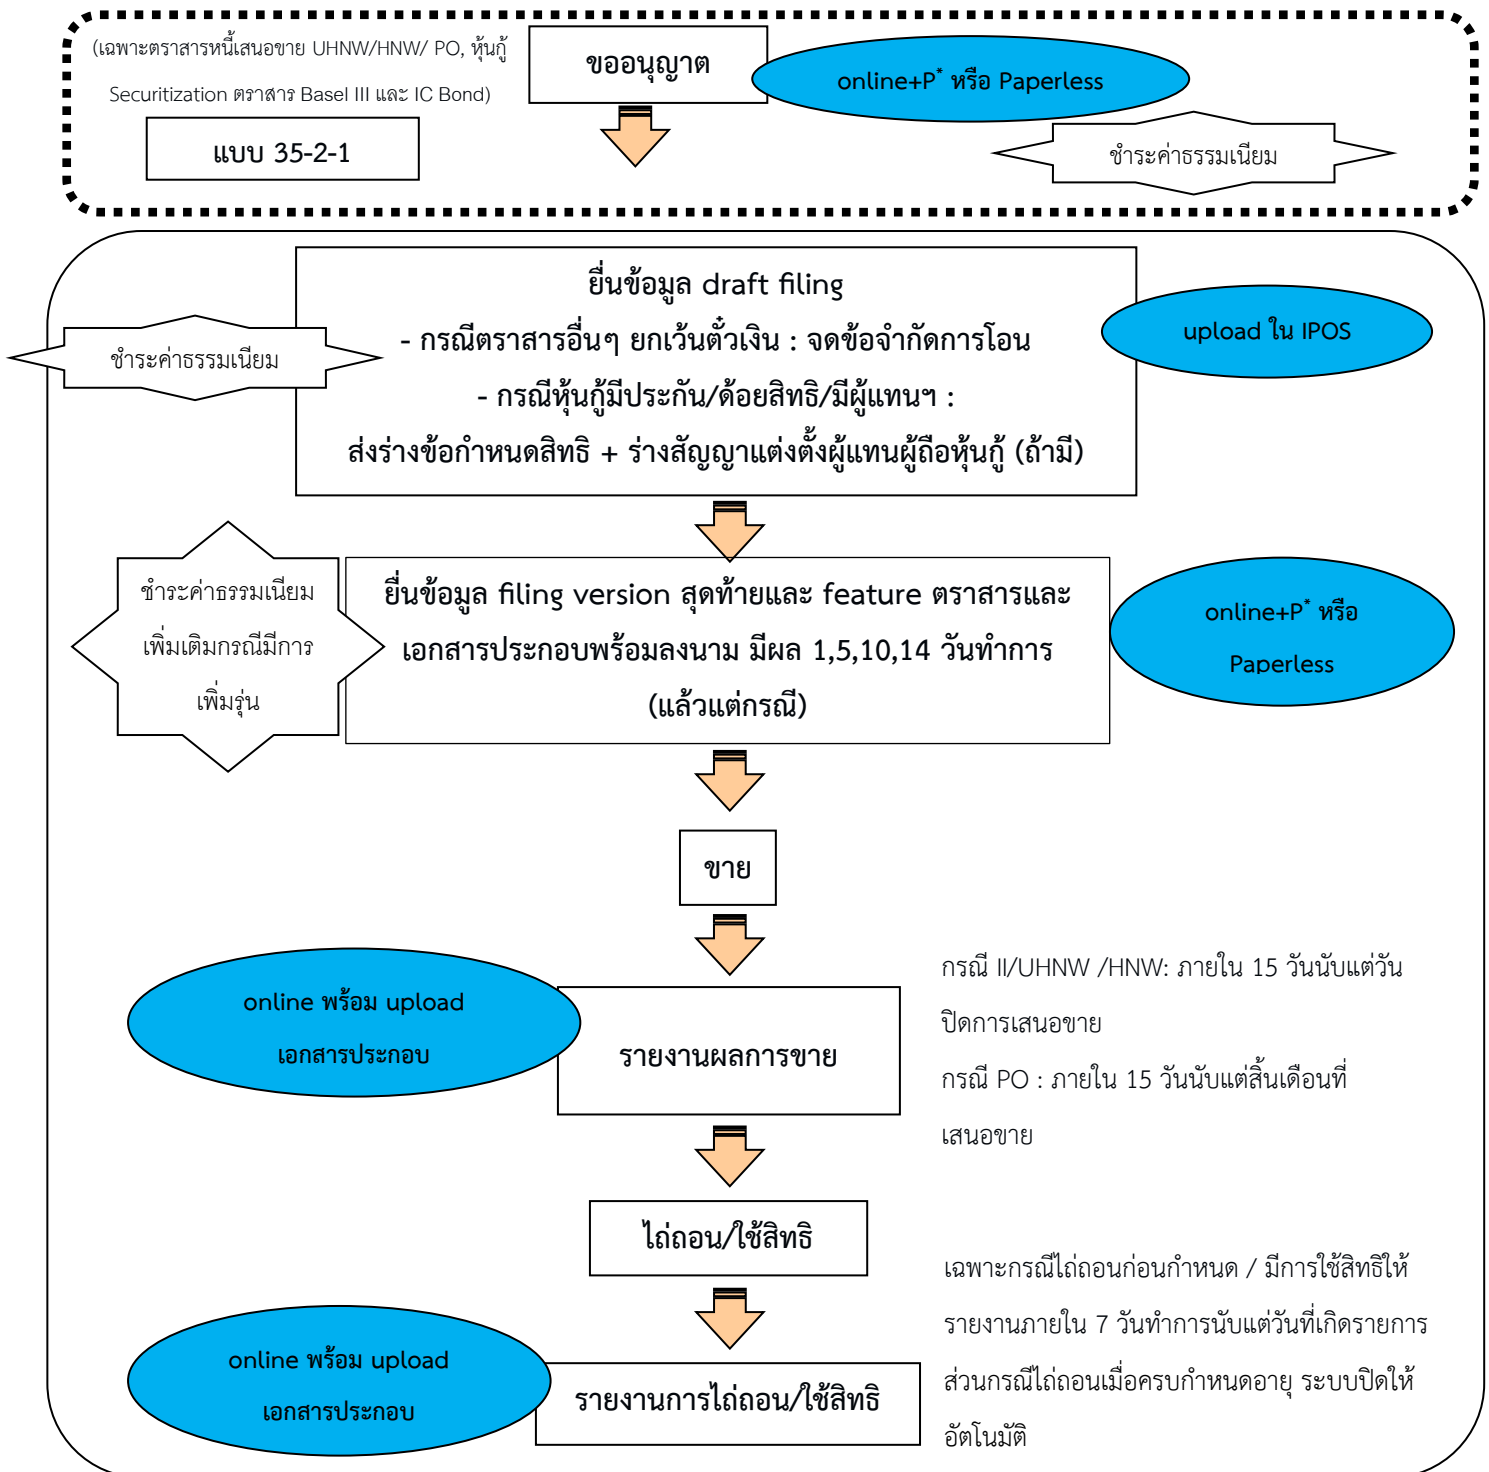 (เฉพาะตราสารหนี้เสนอขาย UHNW/HNW/ PO, หุ้นกู้
Securitization ตราสาร Basel III และ IC Bond)
แบบ 35-2-1
ขออนุญาต
online+P* หรือ Paperless
ชำระค่าธรรมเนียม
ยื่นข้อมูล draft filing
- กรณีตราสารอื่นๆ ยกเว้นตั๋วเงิน : จดข้อจำกัดการโอน
- กรณีหุ้นกู้มีประกัน/ด้อยสิทธิ/มีผู้แทนฯ :
ส่งร่างข้อกำหนดสิทธิ + ร่างสัญญาแต่งตั้งผู้แทนผู้ถือหุ้นกู้ (ถ้ามี)
ชำระค่าธรรมเนียม
upload ใน IPOS
ชำระค่าธรรมเนียม
เพิ่มเติมกรณีมีการ
เพิ่มรุ่น
ยื่นข้อมูล filing version สุดท้ายและ feature ตราสารและ
เอกสารประกอบพร้อมลงนาม มีผล 1,5,10,14 วันทำการ
(แล้วแต่กรณี)
online+P* หรือ
Paperless
ขาย
online พร้อม upload
เอกสารประกอบ
รายงานผลการขาย
กรณี II/UHNW /HNW: ภายใน 15 วันนับแต่วัน
ปิดการเสนอขาย
กรณี PO : ภายใน 15 วันนับแต่สิ้นเดือนที่
เสนอขาย
ไถ่ถอน/ใช้สิทธิ
online พร้อม upload
เอกสารประกอบ
รายงานการไถ่ถอน/ใช้สิทธิ
เฉพาะกรณีไถ่ถอนก่อนกำหนด / มีการใช้สิทธิให้
รายงานภายใน 7 วันทำการนับแต่วันที่เกิดรายการ
ส่วนกรณีไถ่ถอนเมื่อครบกำหนดอายุ ระบบปิดให้
อัตโนมัติ